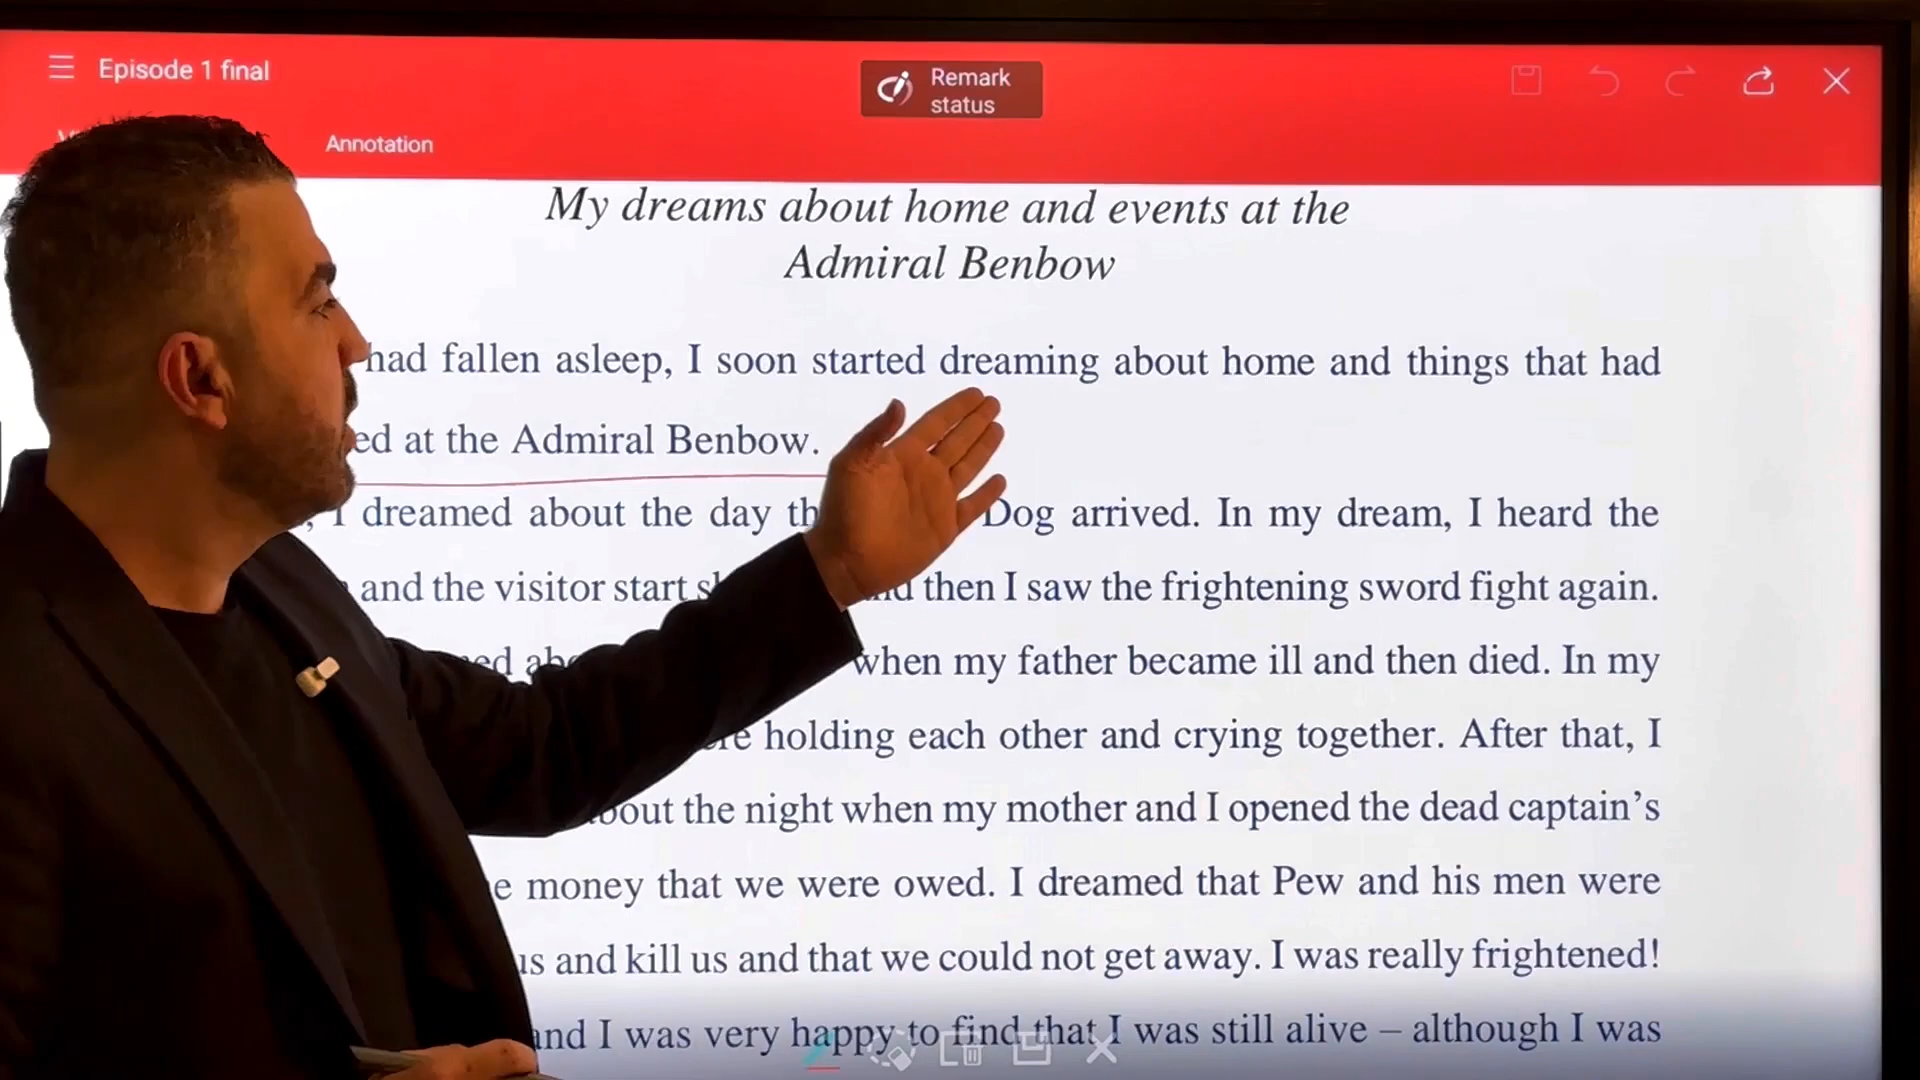 Episode 1 final
Remark
status
Annotation
My dreams about home and events at the
Admiral Benbow
had fallen asleep, I soon started dreaming about home and things that had
at the Admiral Benbow.
I dreamed about the day Dog arrived. In my dream, I heard the
and the visitor start then I saw the frightening sword fight again.
when my father became ill and then died. In my
holding each other and crying together. After that, I
the night when my mother and I opened the dead captain's
money that we were owed. I dreamed that Pew and his men were
and kill us and that we could not get away. I was really frightened!
and I was very happy to find that I was still alive – although I was